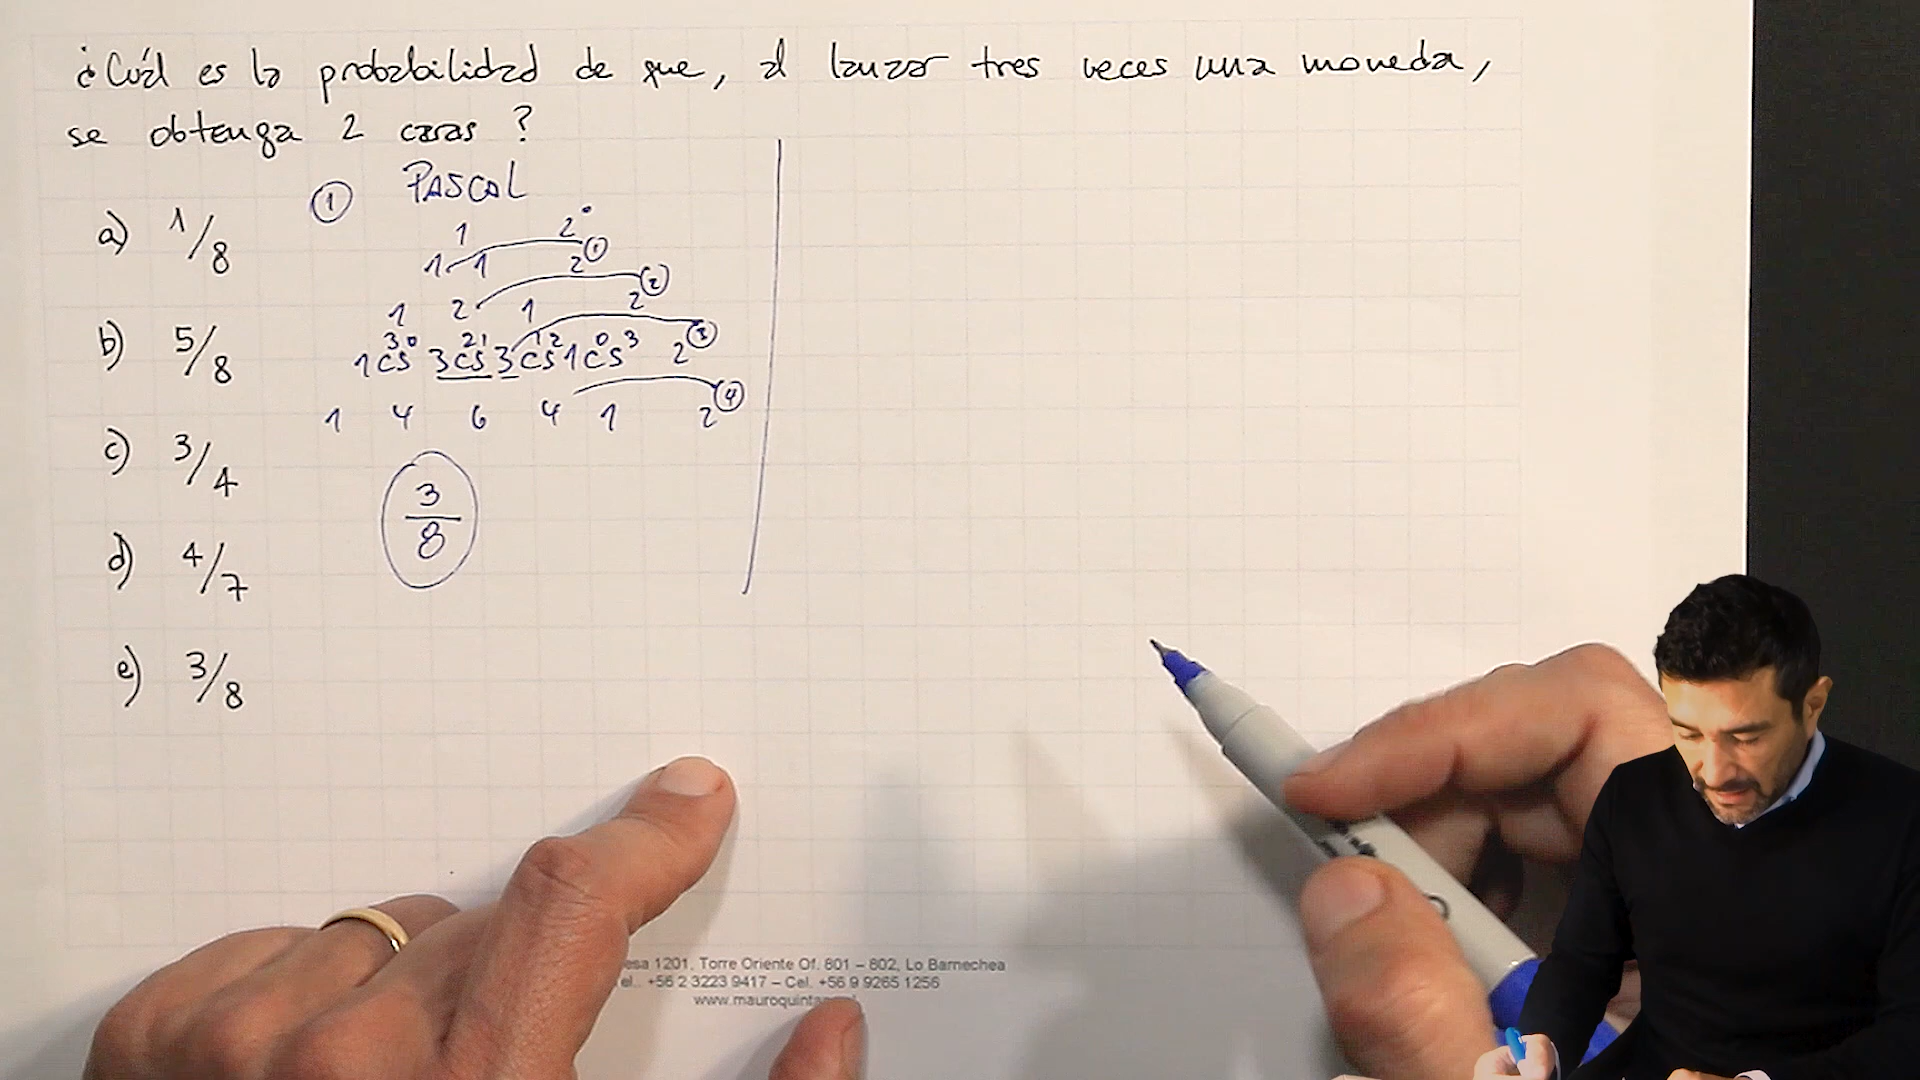 ¿Cuál es la probabilidad de que, al lanzar tres veces una moneda,
se obtenga 2 caras ?
① PASCAL
a) 1/8
1 2⁰
1 1 2①
1 2 1 2②
b) 5/8
1c³s⁰ 3c²s¹ 3c¹s² 1c⁰s³ 2③
1 4 6 4 1 2④
c) 3/4
3/8
d) 4/7
e) 3/8
esa 1201, Torre Oriente Of. 801 – 802, Lo Barnechea
el.. +56 2 3223 9417 – Cel. +56 9 9265 1256
www.mauroquinta